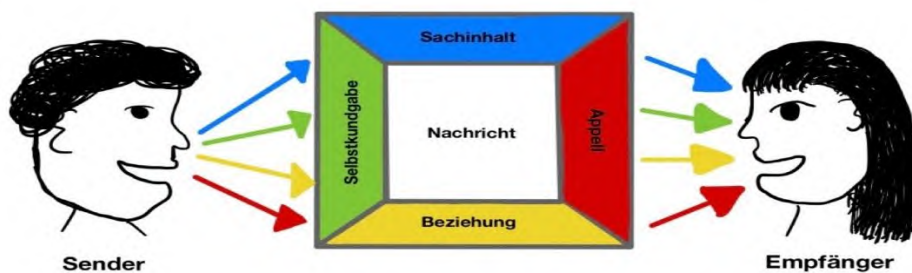 Sachinhalt
Selbstkundgabe
Nachricht
Appell
Beziehung
Sender
Empfänger